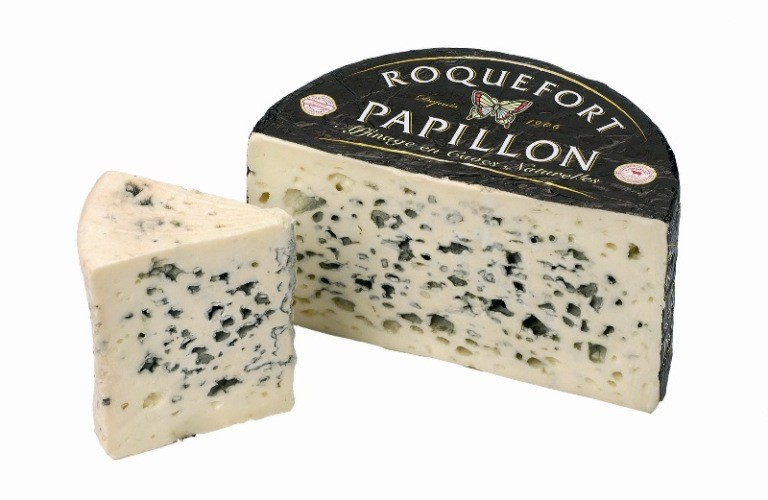 ROQUEFORT
Depuis 1906
PAPILLON
Affinage en Caves Naturelles